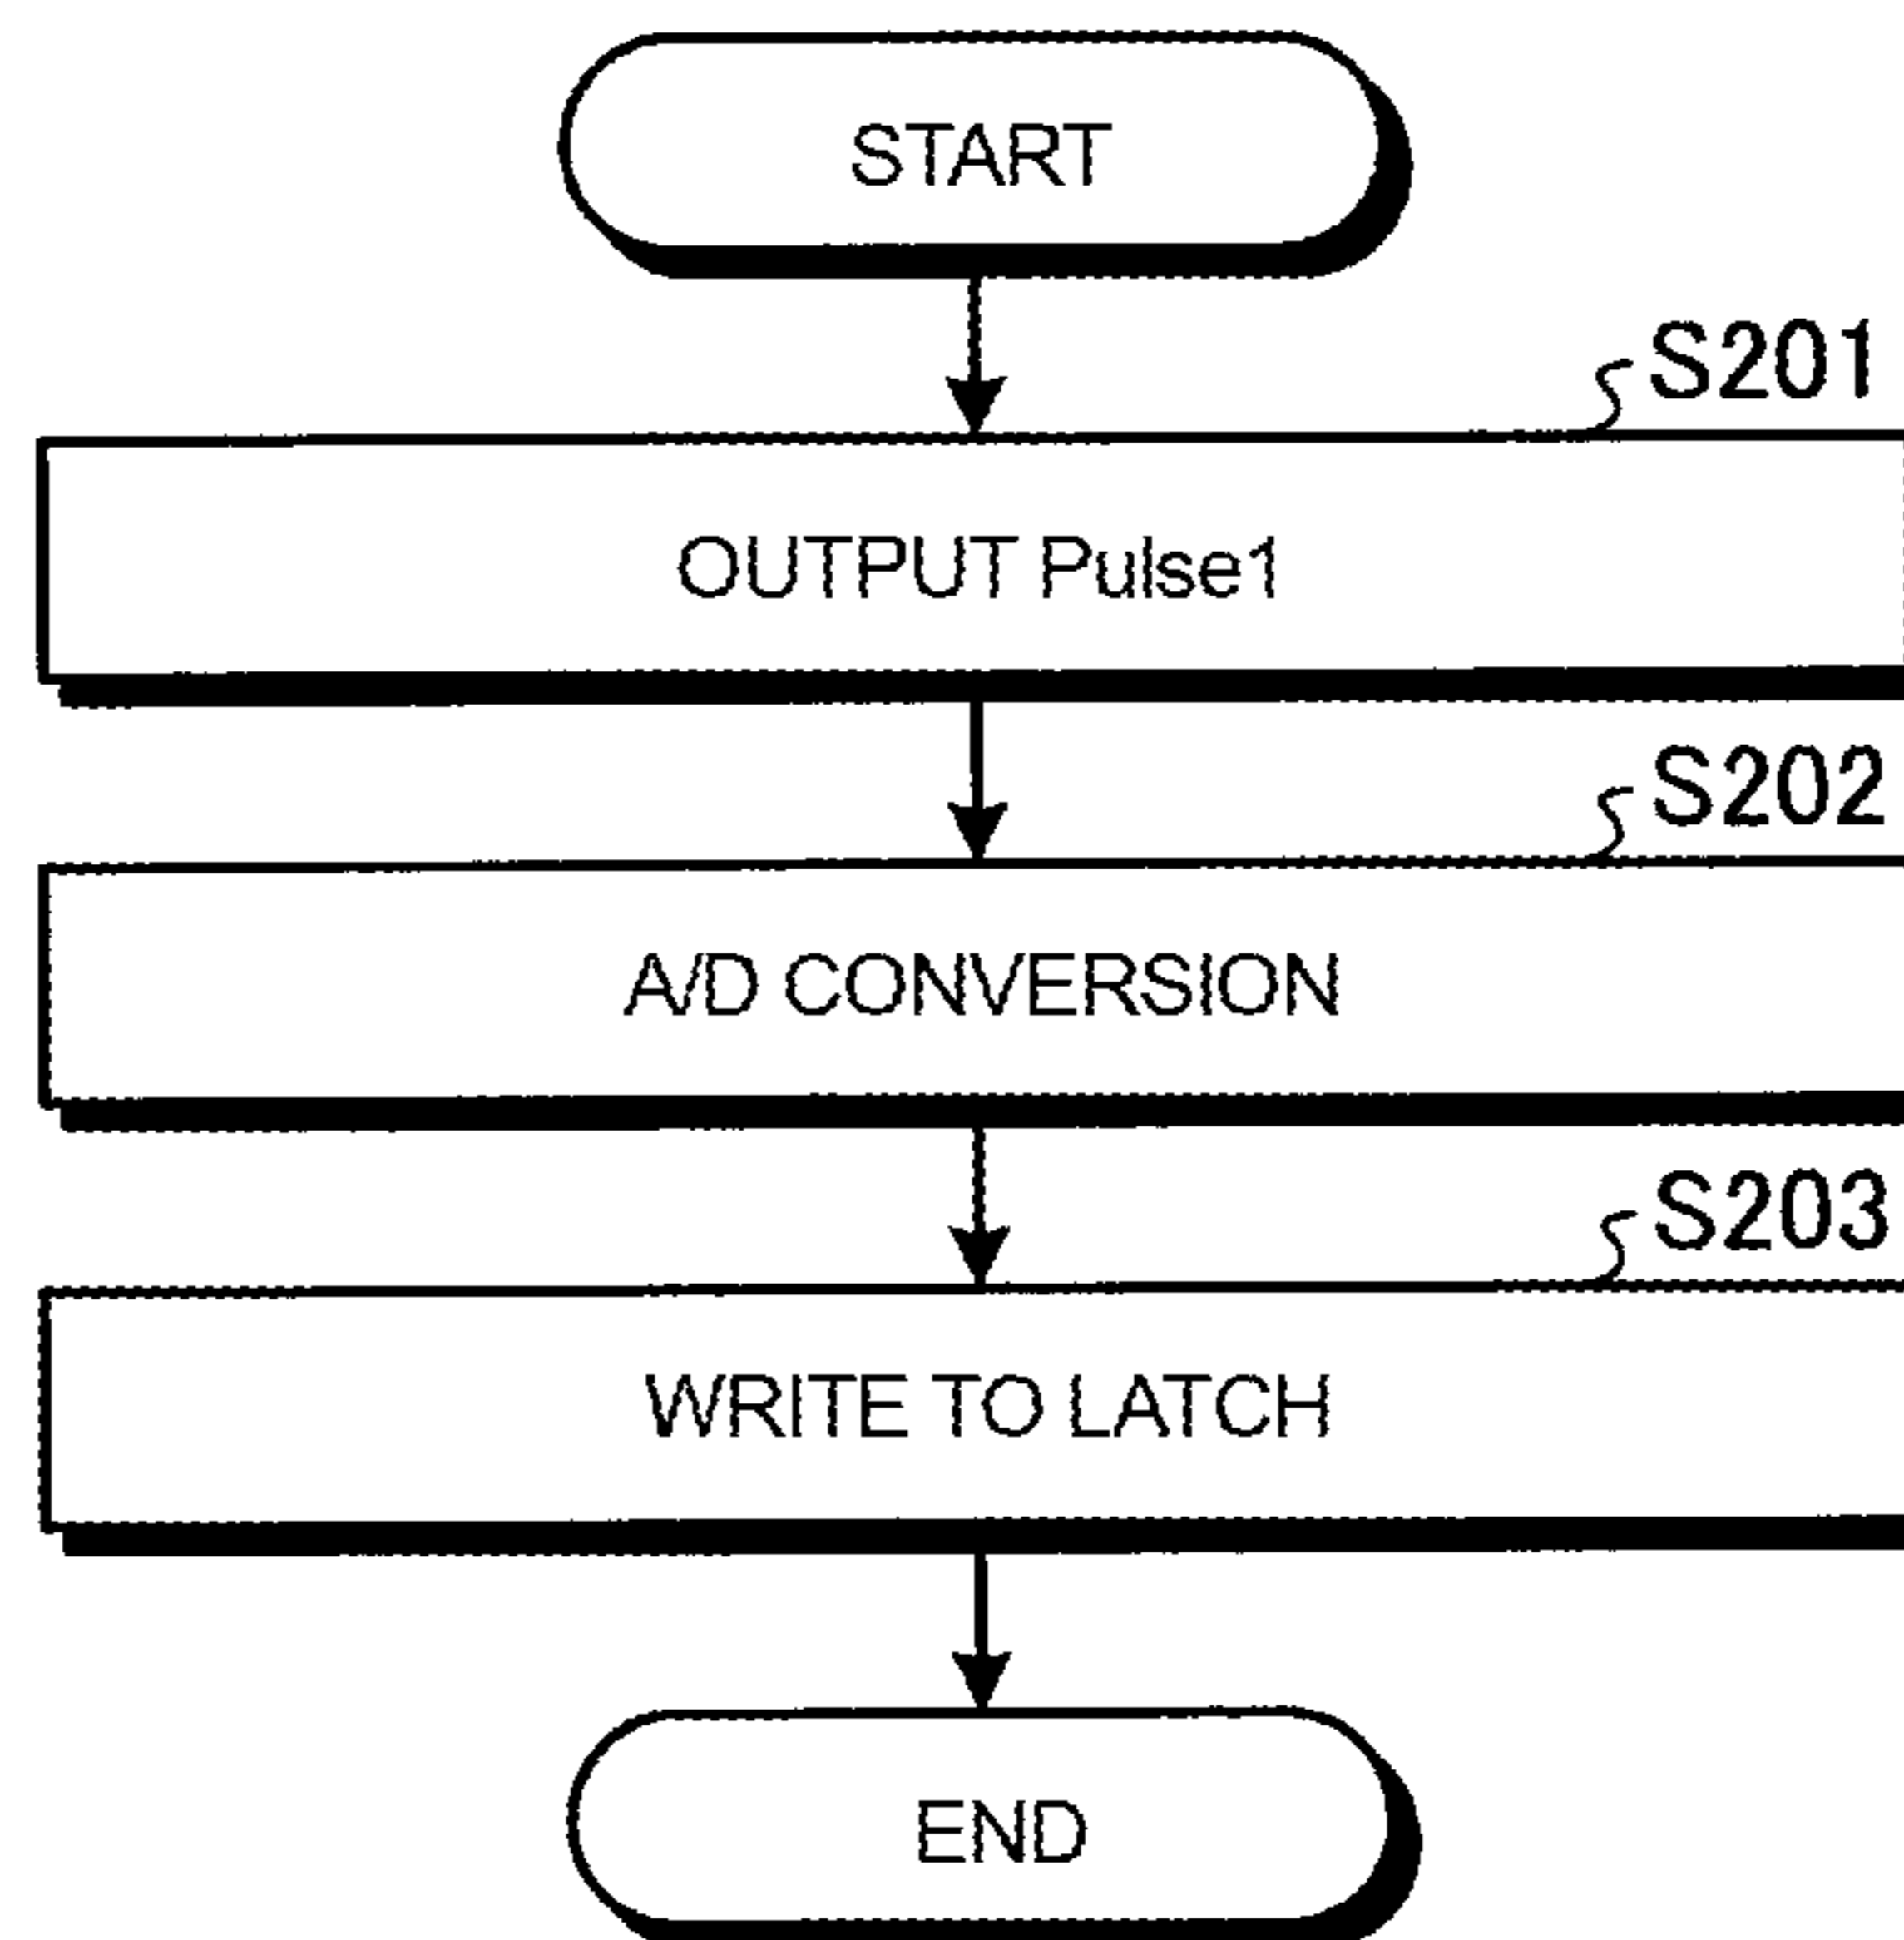 START
S201
OUTPUT Pulse1
S202
A/D CONVERSION
S203
WRITE TO LATCH
END